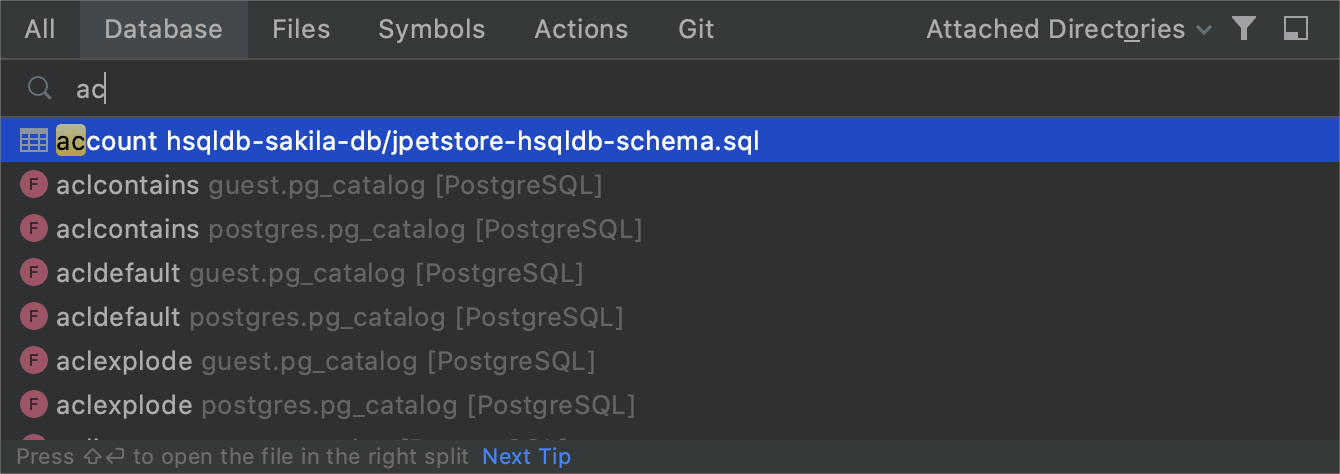 All Database Files Symbols Actions Git Attached Directories
ac
account hsqldb-sakila-db/jpetstore-hsqldb-schema.sql
F aclcontains guest.pg_catalog [PostgreSQL]
F aclcontains postgres.pg_catalog [PostgreSQL]
F acldefault guest.pg_catalog [PostgreSQL]
F acldefault postgres.pg_catalog [PostgreSQL]
F aclexplode guest.pg_catalog [PostgreSQL]
F aclexplode postgres.pg_catalog [PostgreSQL]
Press ⇧⏎ to open the file in the right split Next Tip